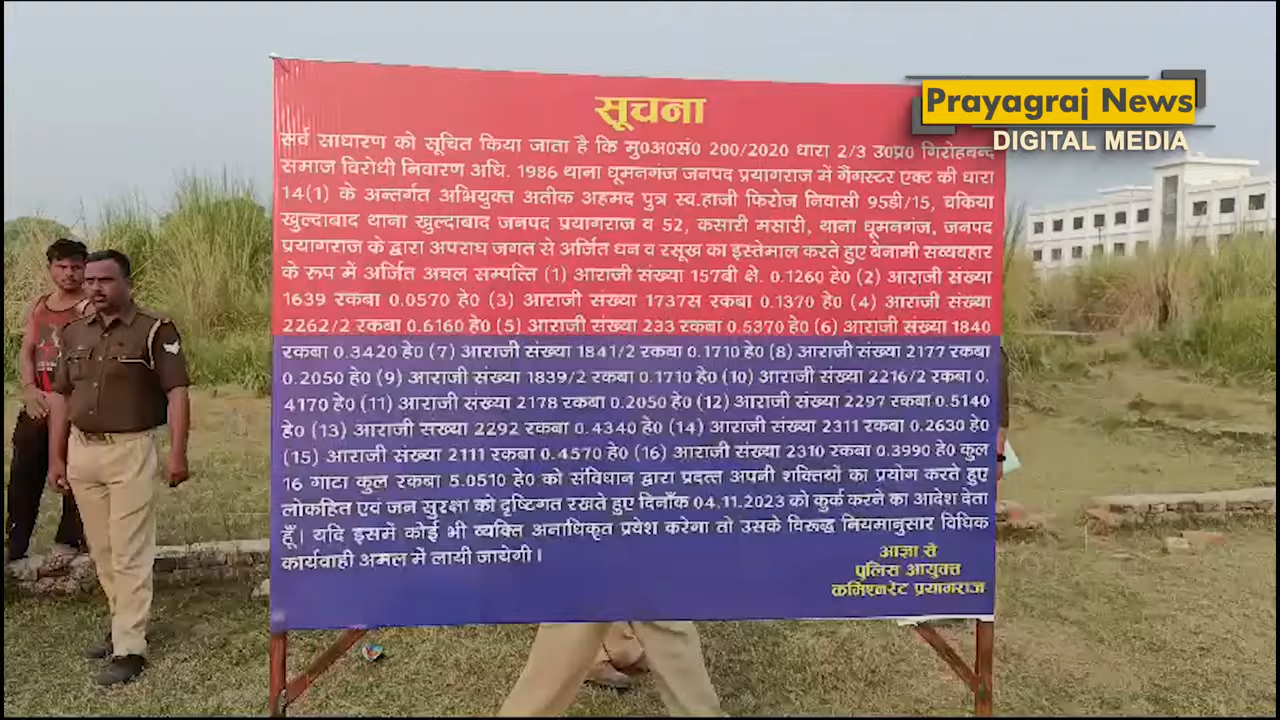 सूचना
सर्व साधारण को सूचित किया जाता है कि मु0अ0सं0 200/2020 धारा 2/3 उ0प्र0 गिरोहबन्द
समाज विरोधी निवारण अधि. 1986 थाना धूमनगंज जनपद प्रयागराज में गैंगस्टर एक्ट की धारा
14(1) के अन्तर्गत अभियुक्त अतीक अहमद पुत्र स्व.हाजी फिरोज निवासी 95डी/15, चकिया
खुल्दाबाद थाना खुल्दाबाद जनपद प्रयागराज व 52, कसारी मसारी, थाना धूमनगंज, जनपद
प्रयागराज के द्वारा अपराध जगत से अर्जित धन व रसूख का इस्तेमाल करते हुए बेनामी संव्यवहार
के रूप में अर्जित अचल सम्पत्ति (1) आराजी संख्या 157बी क्षे. 0.1260 हे0 (2) आराजी संख्या
1639 रकबा 0.0570 हे0 (3) आराजी संख्या 1737स रकबा 0.1370 हे0 (4) आराजी संख्या
2262/2 रकबा 0.6160 हे0 (5) आराजी संख्या 233 रकबा 0.5370 हे0 (6) आराजी संख्या 1840
रकबा 0.3420 हे0 (7) आराजी संख्या 1841/2 रकबा 0.1710 हे0 (8) आराजी संख्या 2177 रकबा
0.2050 हे0 (9) आराजी संख्या 1839/2 रकबा 0.1710 हे0 (10) आराजी संख्या 2216/2 रकबा 0.
4170 हे0 (11) आराजी संख्या 2178 रकबा 0.2050 हे0 (12) आराजी संख्या 2297 रकबा 0.5140
हे0 (13) आराजी संख्या 2292 रकबा 0.4340 हे0 (14) आराजी संख्या 2311 रकबा 0.2630 हे0
(15) आराजी संख्या 2111 रकबा 0.4570 हे0 (16) आराजी संख्या 2310 रकबा 0.3990 हे0 कुल
16 गाटा कुल रकबा 5.0510 हे0 को संविधान द्वारा प्रदत्त अपनी शक्तियों का प्रयोग करते हुए
लोकहित एवं जन सुरक्षा को दृष्टिगत रखते हुए दिनाँक 04.11.2023 को कुर्क करने का आदेश देता
हूँ। यदि इसमें कोई भी व्यक्ति अनाधिकृत प्रवेश करेगा तो उसके विरूद्ध नियमानुसार विधिक
कार्यवाही अमल में लायी जायेगी।
आज्ञा से
पुलिस आयुक्त
कमिश्नरेट प्रयागराज
Prayagraj News
DIGITAL MEDIA